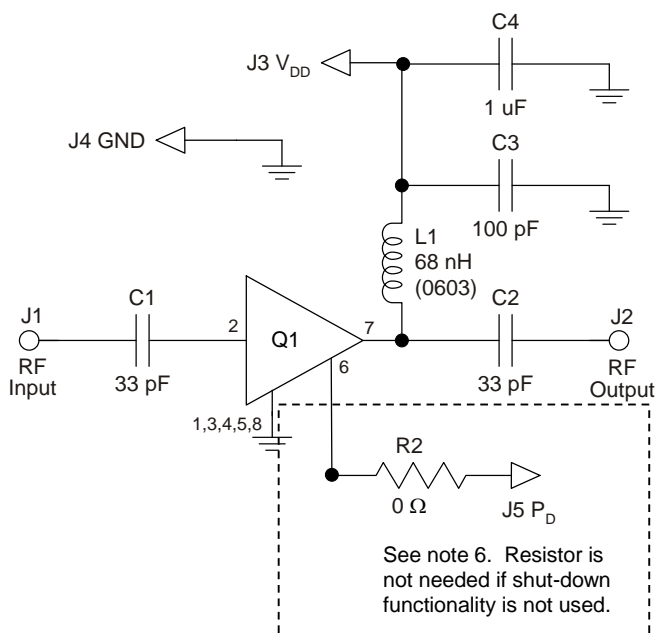 C4
J3 V_DD
1 uF
J4 GND
C3
100 pF
L1
68 nH
(0603)
C1
C2
J1
J2
2
Q1
7
6
RF
Input
RF
Output
33 pF
33 pF
1,3,4,5,8
R2
0 Ω
J5 P_D
See note 6. Resistor is
not needed if shut-down
functionality is not used.